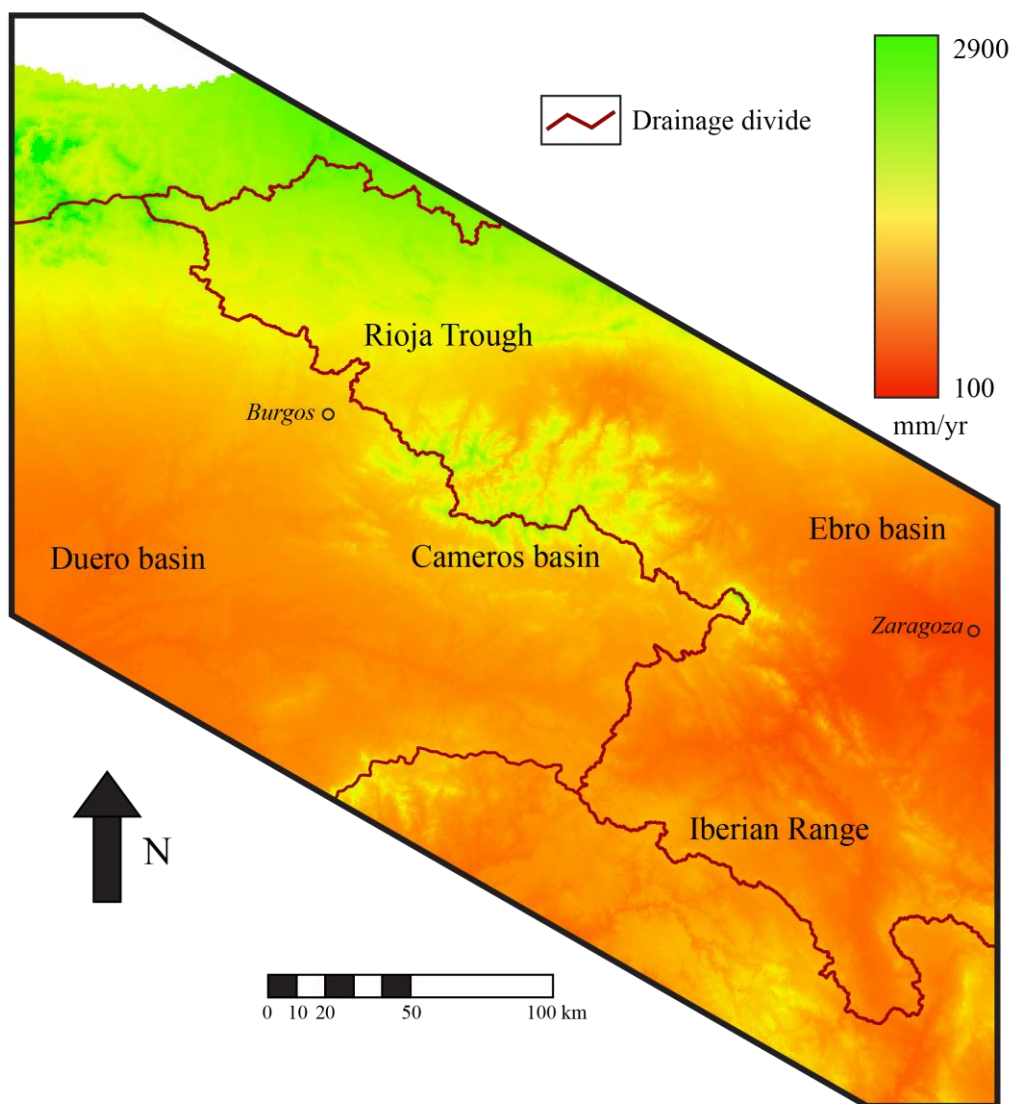 2900
Drainage divide
Rioja Trough
100
mm/yr
Burgos
Ebro basin
Duero basin
Cameros basin
Zaragoza
Iberian Range
N
0 10 20 50 100 km